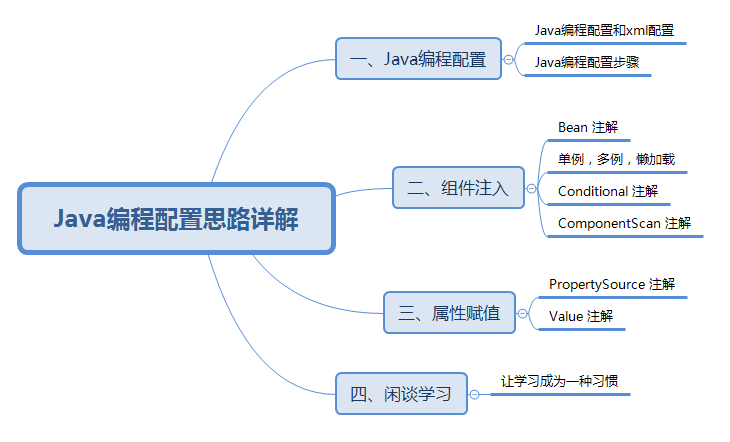 Java编程配置思路详解
一、Java编程配置
Java编程配置和xml配置
Java编程配置步骤
二、组件注入
Bean 注解
单例，多例，懒加载
Conditional 注解
ComponentScan 注解
三、属性赋值
PropertySource 注解
Value 注解
四、闲谈学习
让学习成为一种习惯